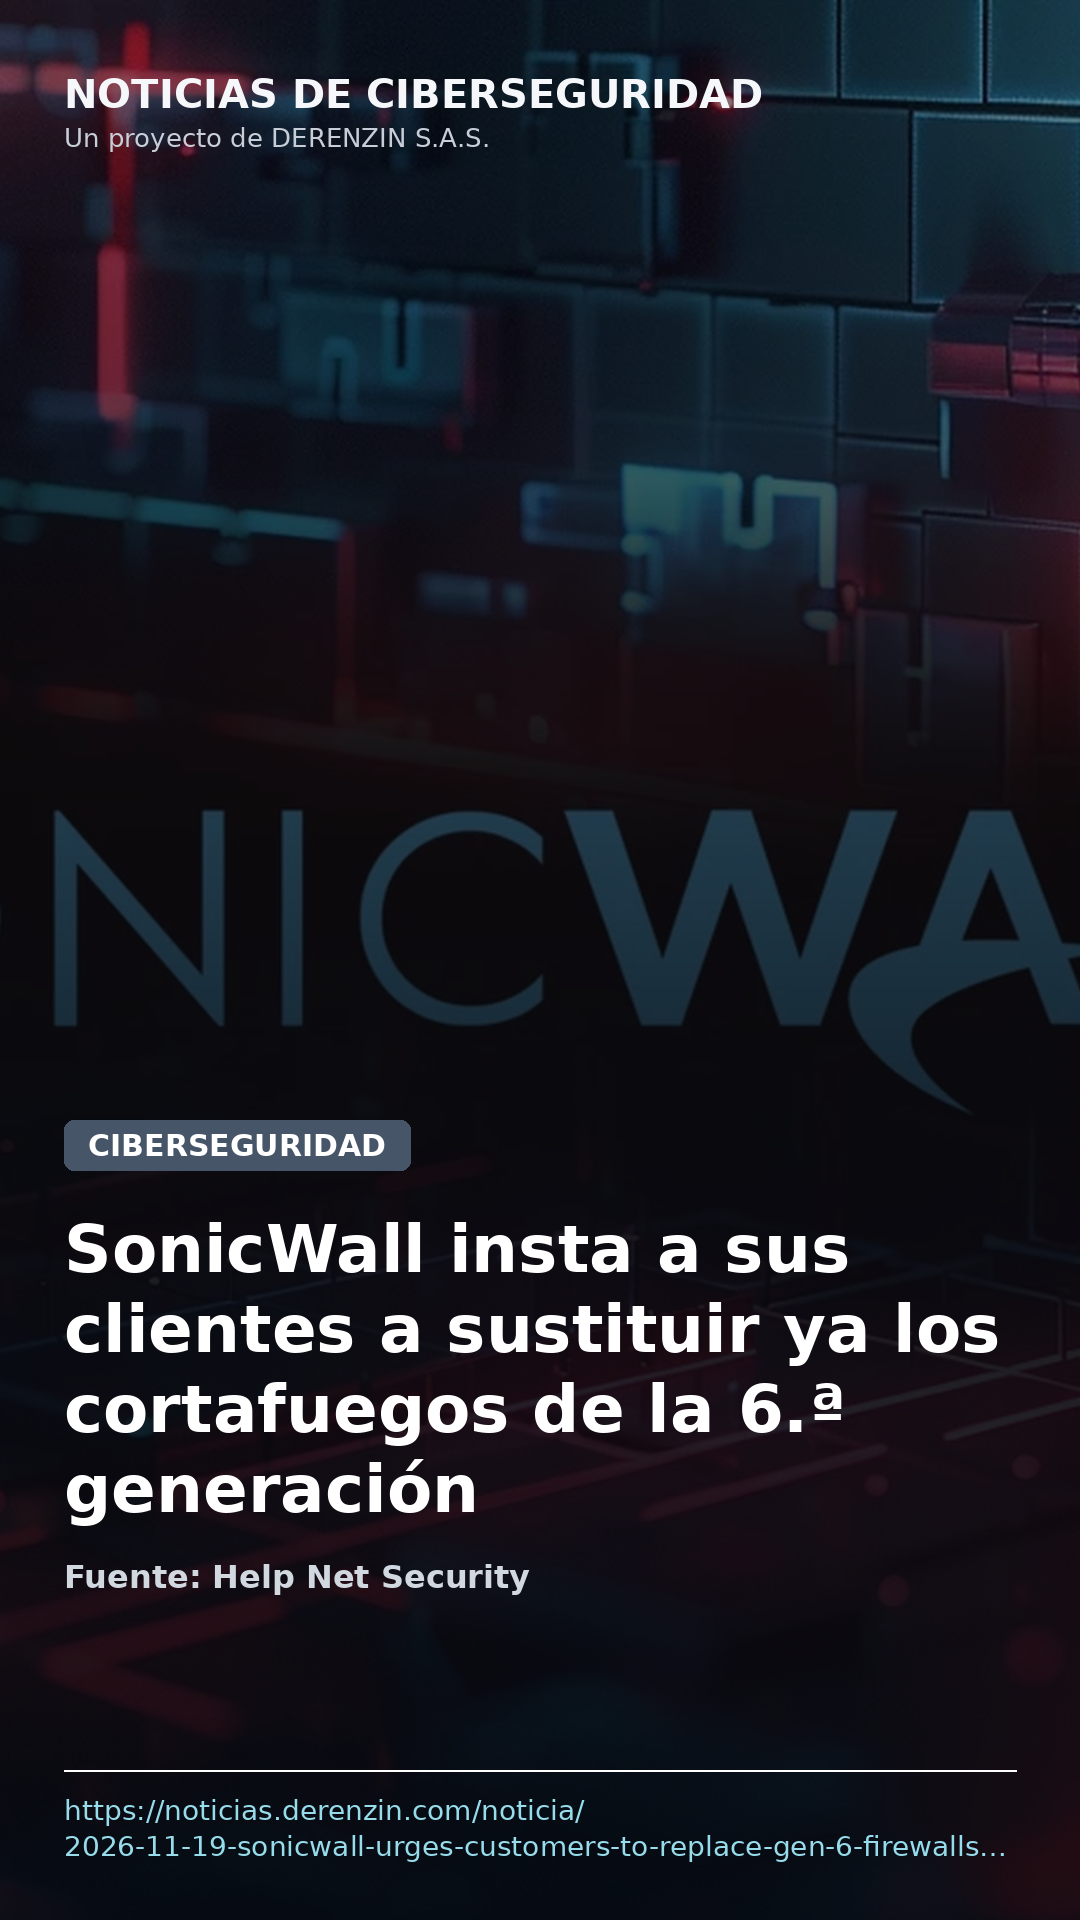 NOTICIAS DE CIBERSEGURIDAD
Un proyecto de DERENZIN S.A.S.
NICWA
CIBERSEGURIDAD
SonicWall insta a sus
clientes a sustituir ya los
cortafuegos de la 6.ª
generación
Fuente: Help Net Security
https://noticias.derenzin.com/noticia/
2026-11-19-sonicwall-urges-customers-to-replace-gen-6-firewalls…